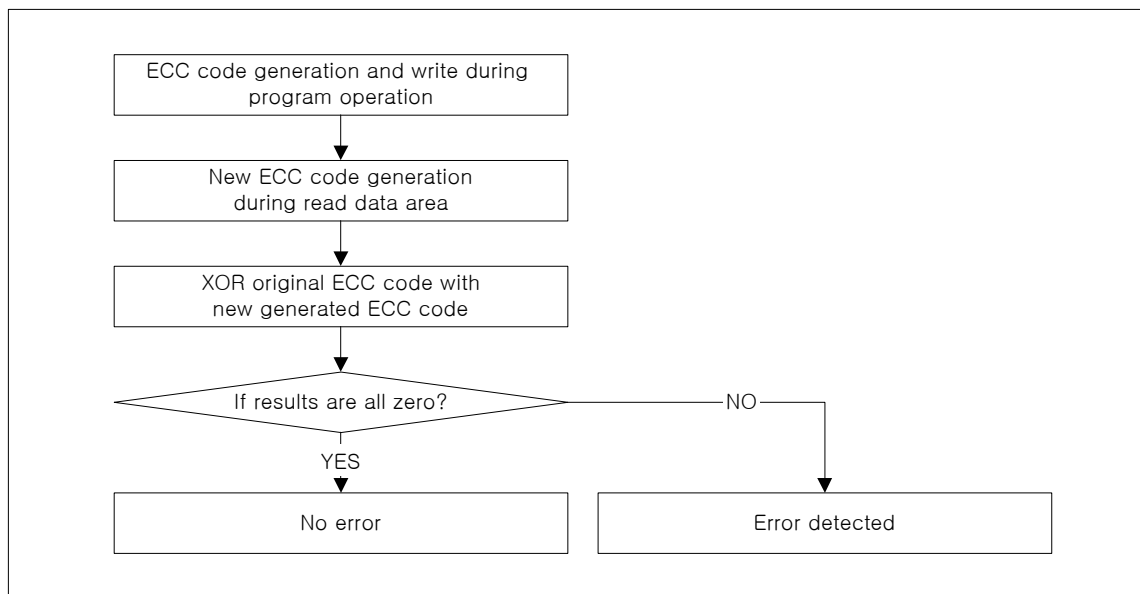 ECC code generation and write during
program operation
New ECC code generation
during read data area
XOR original ECC code with
new generated ECC code
If results are all zero?
NO
YES
No error
Error detected